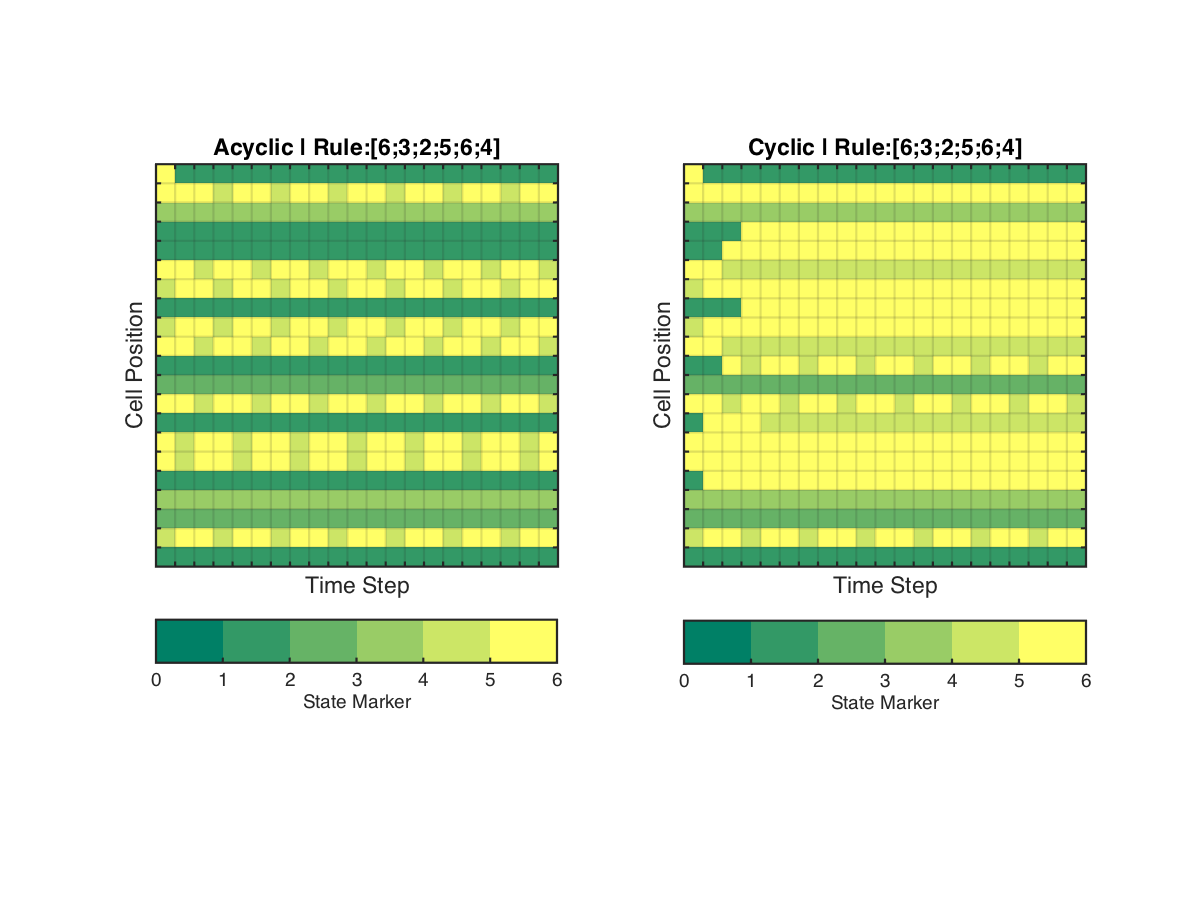 Acyclic | Rule:[6;3;2;5;6;4]
Cell Position
Time Step
0 1 2 3 4 5 6
State Marker
Cyclic | Rule:[6;3;2;5;6;4]
Cell Position
Time Step
0 1 2 3 4 5 6
State Marker